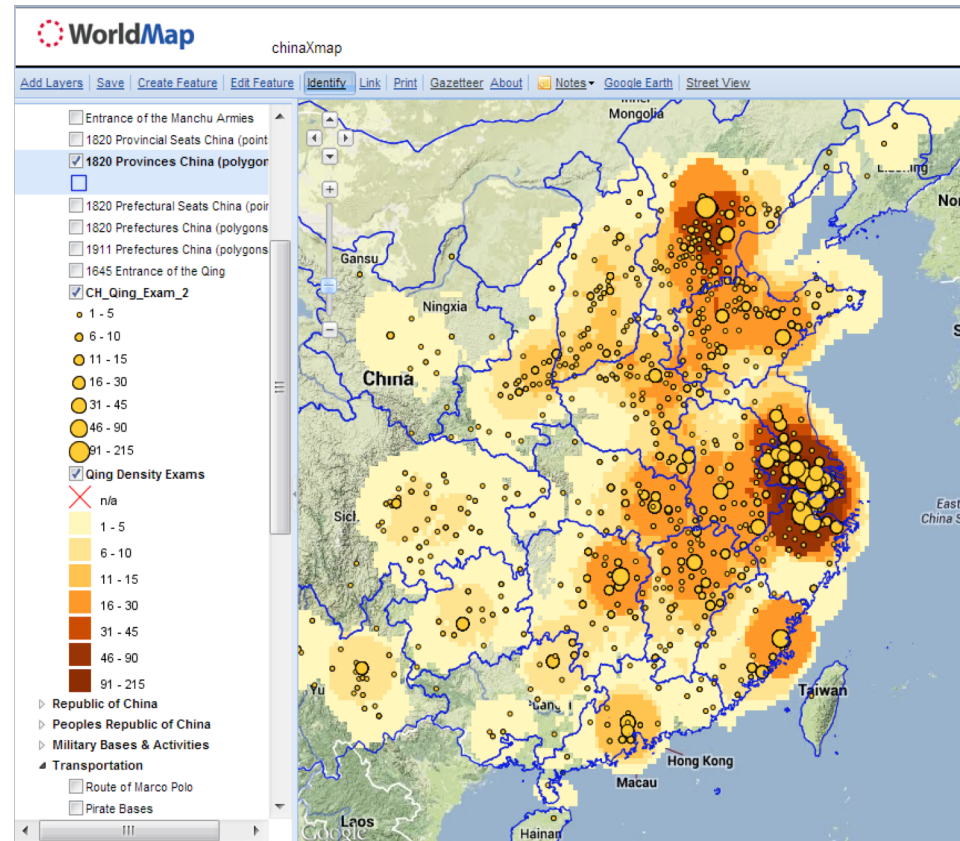 WorldMap
chinaXmap
Add Layers Save Create Feature Edit Feature Identify Link Print Gazetteer About Notes Google Earth Street View
Entrance of the Manchu Armies
1820 Provincial Seats China (point
1820 Provinces China (polygon
1820 Prefectural Seats China (poin
1820 Prefectures China (polygons
1911 Prefectures China (polygons
1645 Entrance of the Qing
CH_Qing_Exam_2
1 - 5
6 - 10
11 - 15
16 - 30
31 - 45
46 - 90
91 - 215
Qing Density Exams
n/a
1 - 5
6 - 10
11 - 15
16 - 30
31 - 45
46 - 90
91 - 215
Republic of China
Peoples Republic of China
Military Bases & Activities
Transportation
Route of Marco Polo
Pirate Bases
Mongolia
Liaoning
Nor
Gansu
Ningxia
S
China
Sich
East
China S
Yu
Taiwan
Hong Kong
Macau
Laos
Google
Hainan